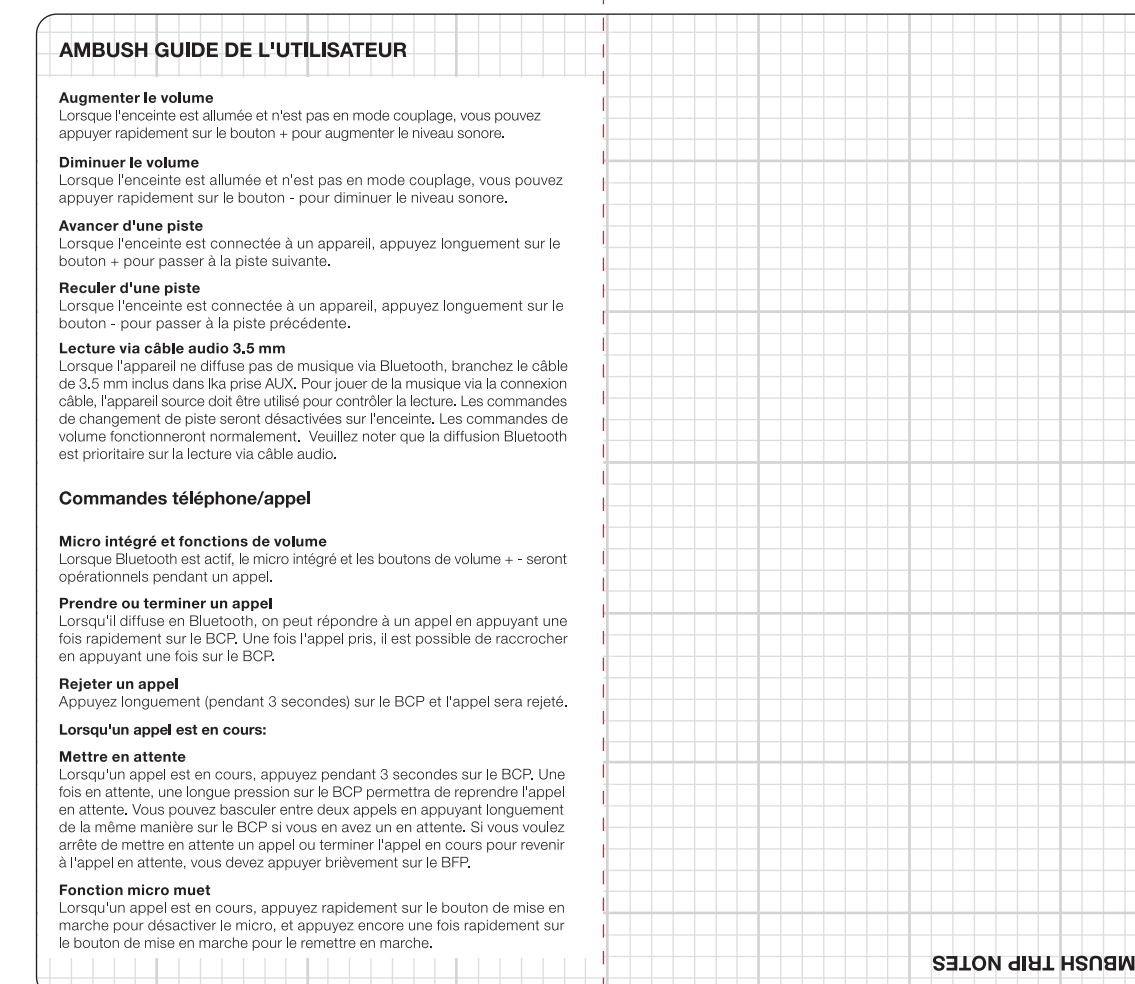 AMBUSH GUIDE DE L'UTILISATEUR
Augmenter le volume
Lorsque l'enceinte est allumée et n'est pas en mode couplage, vous pouvez
appuyer rapidement sur le bouton + pour augmenter le niveau sonore.
Diminuer le volume
Lorsque l'enceinte est allumée et n'est pas en mode couplage, vous pouvez
appuyer rapidement sur le bouton - pour diminuer le niveau sonore.
Avancer d'une piste
Lorsque l'enceinte est connectée à un appareil, appuyez longuement sur le
bouton + pour passer à la piste suivante.
Reculer d'une piste
Lorsque l'enceinte est connectée à un appareil, appuyez longuement sur le
bouton - pour passer à la piste précédente.
Lecture via câble audio 3.5 mm
Lorsque l'appareil ne diffuse pas de musique via Bluetooth, branchez le câble
de 3.5 mm inclus dans lka prise AUX. Pour jouer de la musique via la connexion
câble, l'appareil source doit être utilisé pour contrôler la lecture. Les commandes
de changement de piste seront désactivées sur l'enceinte. Les commandes de
volume fonctionneront normalement.  Veuillez noter que la diffusion Bluetooth
est prioritaire sur la lecture via câble audio.
Commandes téléphone/appel
Micro intégré et fonctions de volume
Lorsque Bluetooth est actif, le micro intégré et les boutons de volume + - seront
opérationnels pendant un appel.
Prendre ou terminer un appel
Lorsqu'il diffuse en Bluetooth, on peut répondre à un appel en appuyant une
fois rapidement sur le BCP. Une fois l'appel pris, il est possible de raccrocher
en appuyant une fois sur le BCP.
Rejeter un appel
Appuyez longuement (pendant 3 secondes) sur le BCP et l'appel sera rejeté.
Lorsqu'un appel est en cours:
Mettre en attente
Lorsqu'un appel est en cours, appuyez pendant 3 secondes sur le BCP. Une
fois en attente, une longue pression sur le BCP permettra de reprendre l'appel
en attente. Vous pouvez basculer entre deux appels en appuyant longuement
de la même manière sur le BCP si vous en avez un en attente. Si vous voulez
arrête de mettre en attente un appel ou terminer l'appel en cours pour revenir
à l'appel en attente, vous devez appuyer brièvement sur le BFP.
Fonction micro muet
Lorsqu'un appel est en cours, appuyez rapidement sur le bouton de mise en
marche pour désactiver le micro, et appuyez encore une fois rapidement sur
le bouton de mise en marche pour le remettre en marche.
MBUSH TRIP NOTES